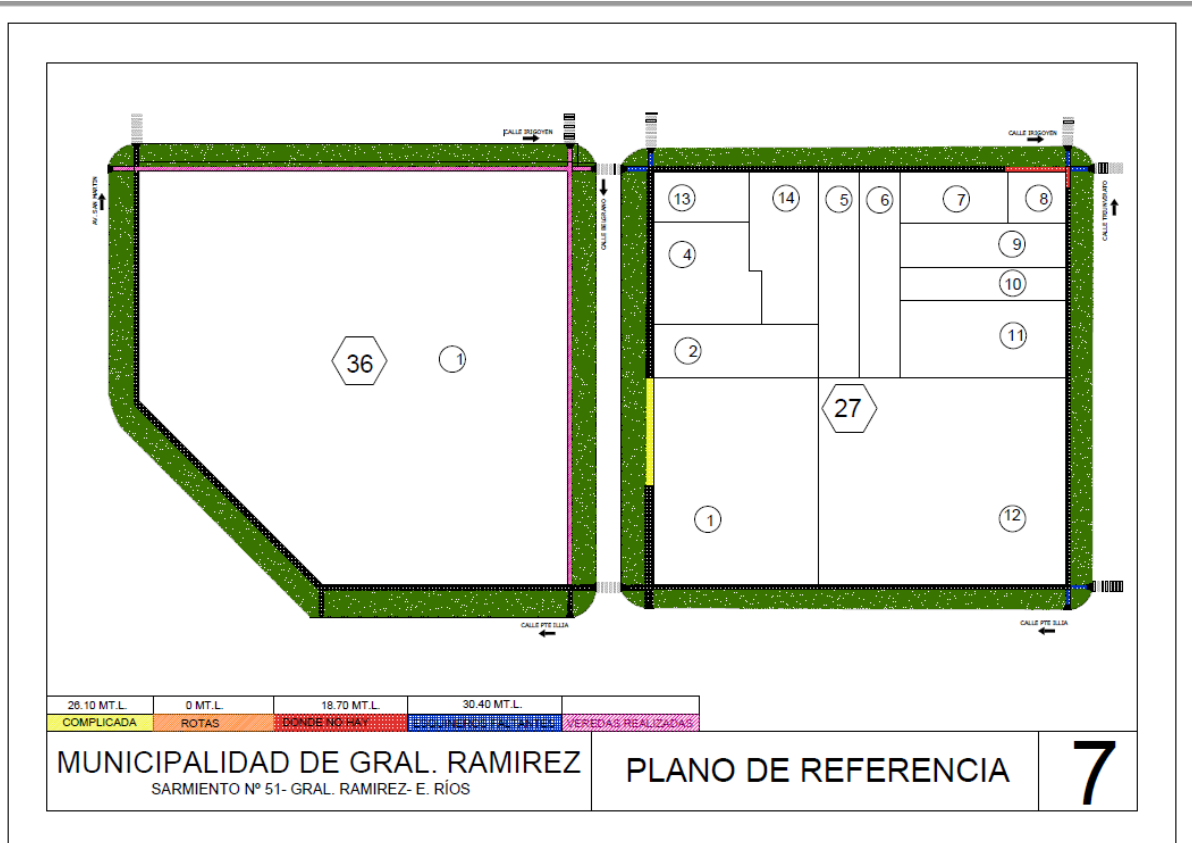 CALLE IRIGOYEN
CALLE IRIGOYEN
AV. SAN MARTIN
CALLE BELGRANO
13
14
5
6
7
8
4
9
10
11
2
36
1
27
1
12
CALLE PTE ILLIA
CALLE PTE ILLIA
26.10 MT.L.
0 MT.L.
18.70 MT.L.
30.40 MT.L.
COMPLICADA
ROTAS
DONDE NO HAY
VEREDAS REALIZADAS
MUNICIPALIDAD DE GRAL. RAMIREZ
SARMIENTO Nº 51- GRAL. RAMIREZ- E. RÍOS
PLANO DE REFERENCIA
7